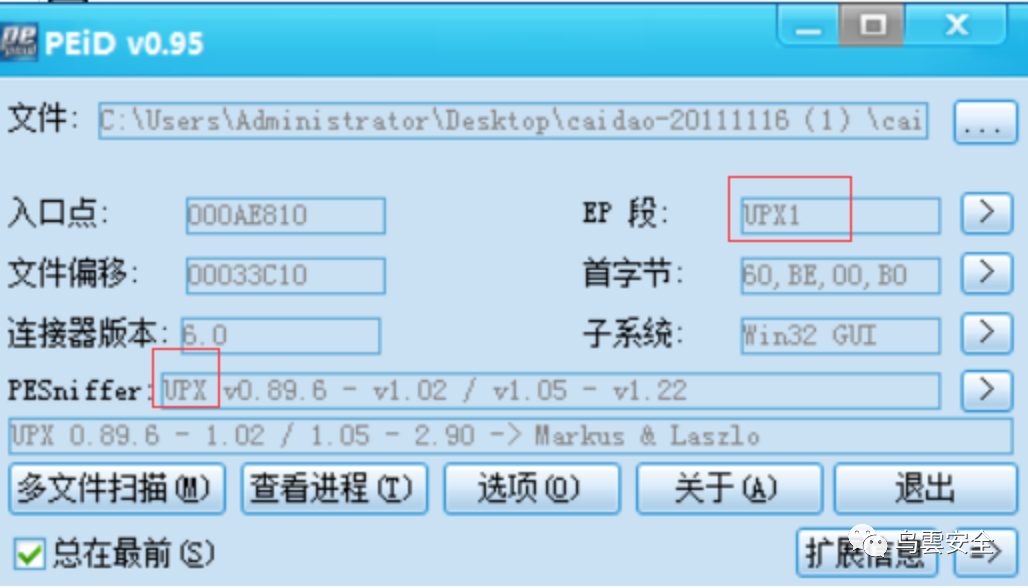 PEiD v0.95
文件: C:\Users\Administrator\Desktop\caidao-20111116 (1) \cai ...
入口点: 000AE810 EP 段: UPX1 >
文件偏移: 00033C10 首字节: 60,BE,00,B0 >
连接器版本: 6.0 子系统: Win32 GUI >
PESniffer: UPX v0.89.6 - v1.02 / v1.05 - v1.22 >
UPX 0.89.6 - 1.02 / 1.05 - 2.90 -> Markus & Laszlo
多文件扫描(M) 查看进程(T) 选项(O) 关于(A) 退出
总在最前(S) 扩展信息 =>
乌雲安全